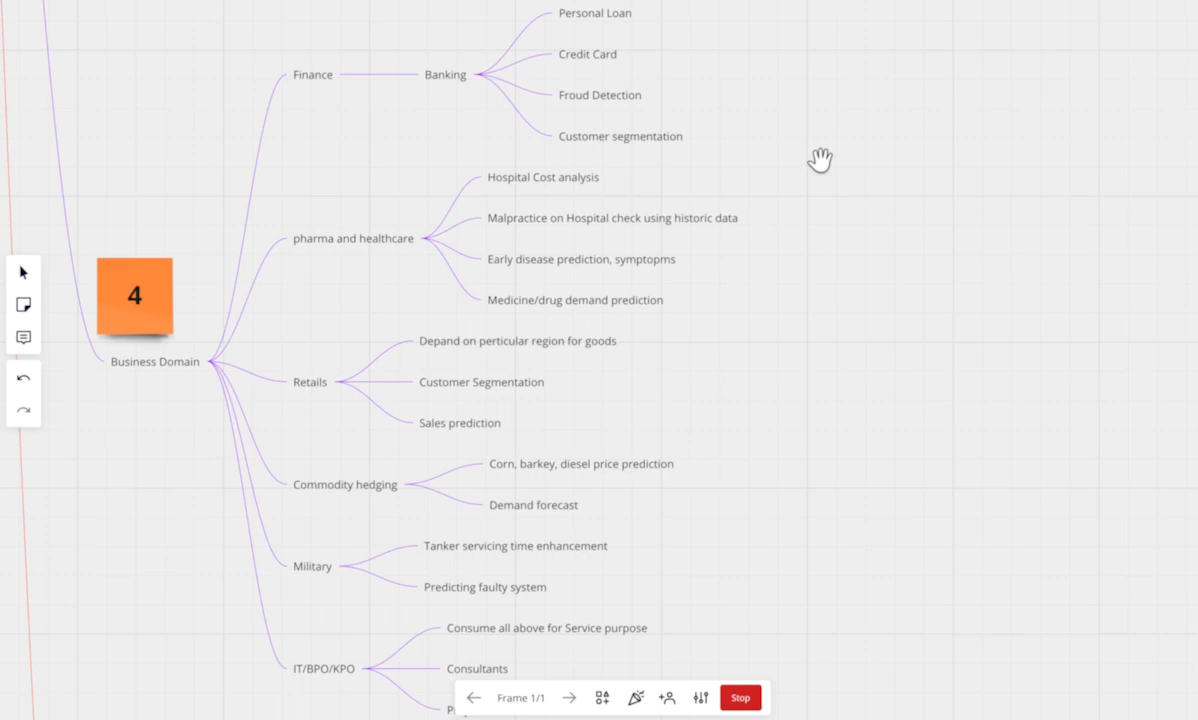 Personal Loan
Credit Card
Finance
Banking
Froud Detection
Customer segmentation
Hospital Cost analysis
Malpractice on Hospital check using historic data
pharma and healthcare
Early disease prediction, symptopms
Medicine/drug demand prediction
4
Business Domain
Depand on perticular region for goods
Retails
Customer Segmentation
Sales prediction
Corn, barkey, diesel price prediction
Commodity hedging
Demand forecast
Tanker servicing time enhancement
Military
Predicting faulty system
Consume all above for Service purpose
IT/BPO/KPO
Consultants
Frame 1/1
Stop